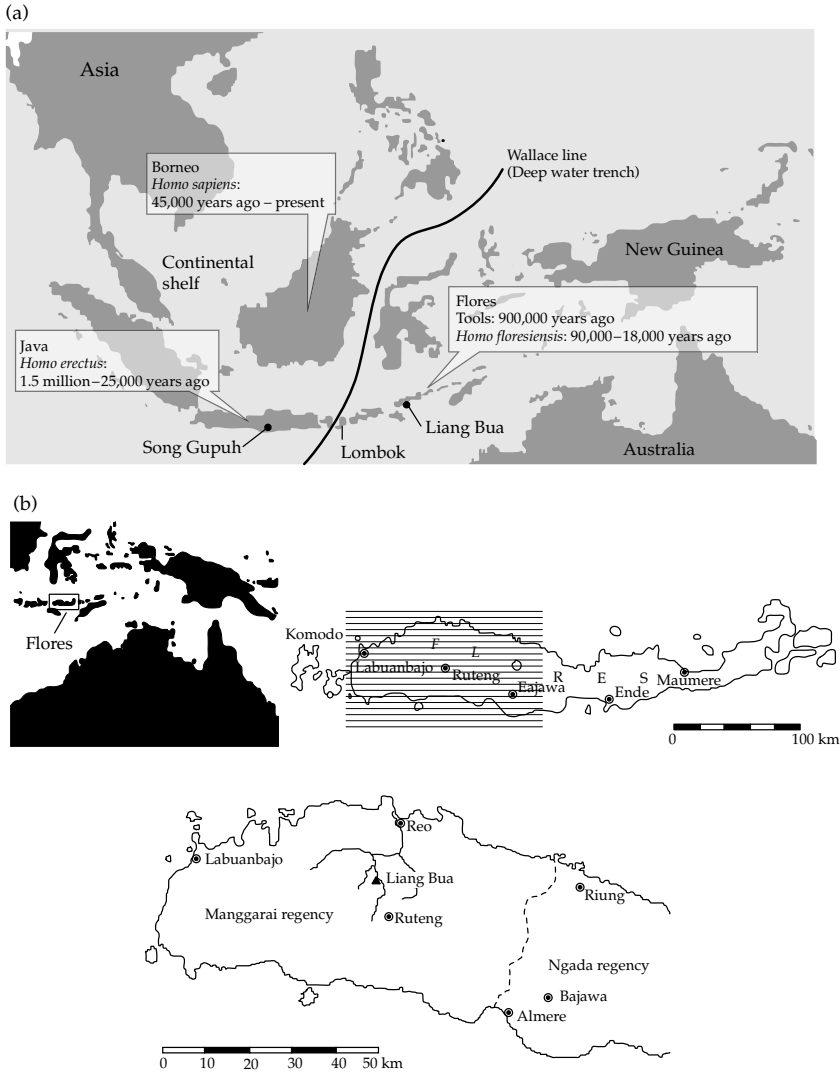 (a)
Asia
Wallace line
(Deep water trench)
Borneo
Homo sapiens:
45,000 years ago – present
New Guinea
Continental
shelf
Flores
Tools: 900,000 years ago
Homo floresiensis: 90,000–18,000 years ago
Java
Homo erectus:
1.5 million–25,000 years ago
Song Gupuh
Lombok
Liang Bua
Australia
(b)
Flores
Komodo
F L R E S
Labuanbajo
Ruteng
Eajawa
Ende
Maumere
0 100 km
Reo
Labuanbajo
Liang Bua
Riung
Manggarai regency
Ruteng
Ngada regency
Bajawa
Almere
0 10 20 30 40 50 km